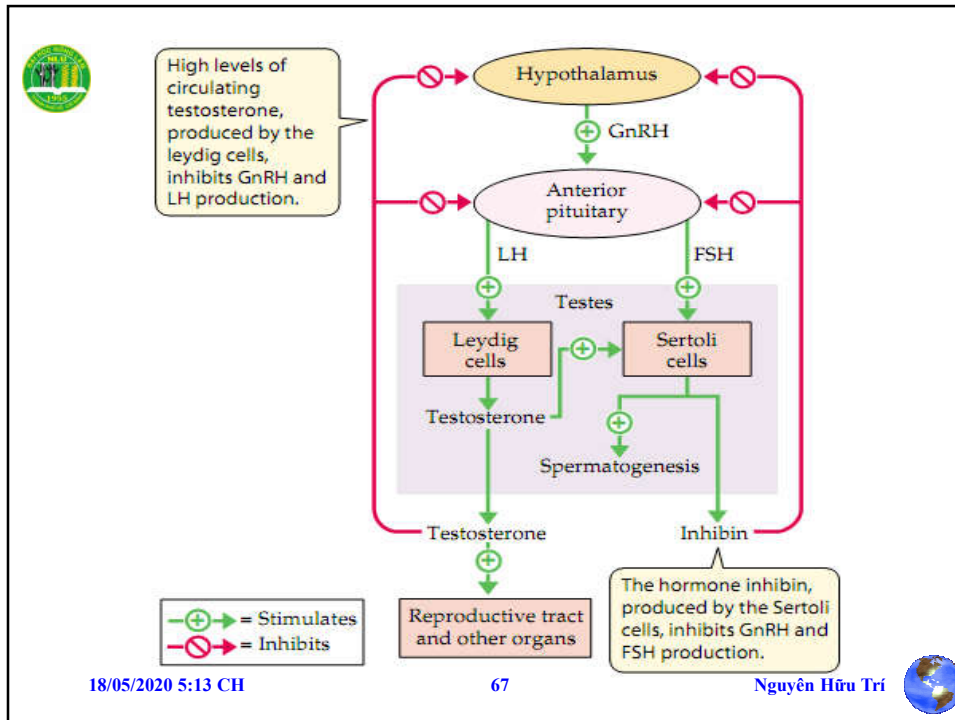 High levels of
circulating
testosterone,
produced by the
leydig cells,
inhibits GnRH and
LH production.
Hypothalamus
GnRH
Anterior
pituitary
LH
FSH
Testes
Leydig
cells
Sertoli
cells
Testosterone
Spermatogenesis
Testosterone
Inhibin
The hormone inhibin,
produced by the Sertoli
cells, inhibits GnRH and
FSH production.
Reproductive tract
and other organs
= Stimulates
= Inhibits
18/05/2020 5:13 CH
67
Nguyên Hữu Trí
1955